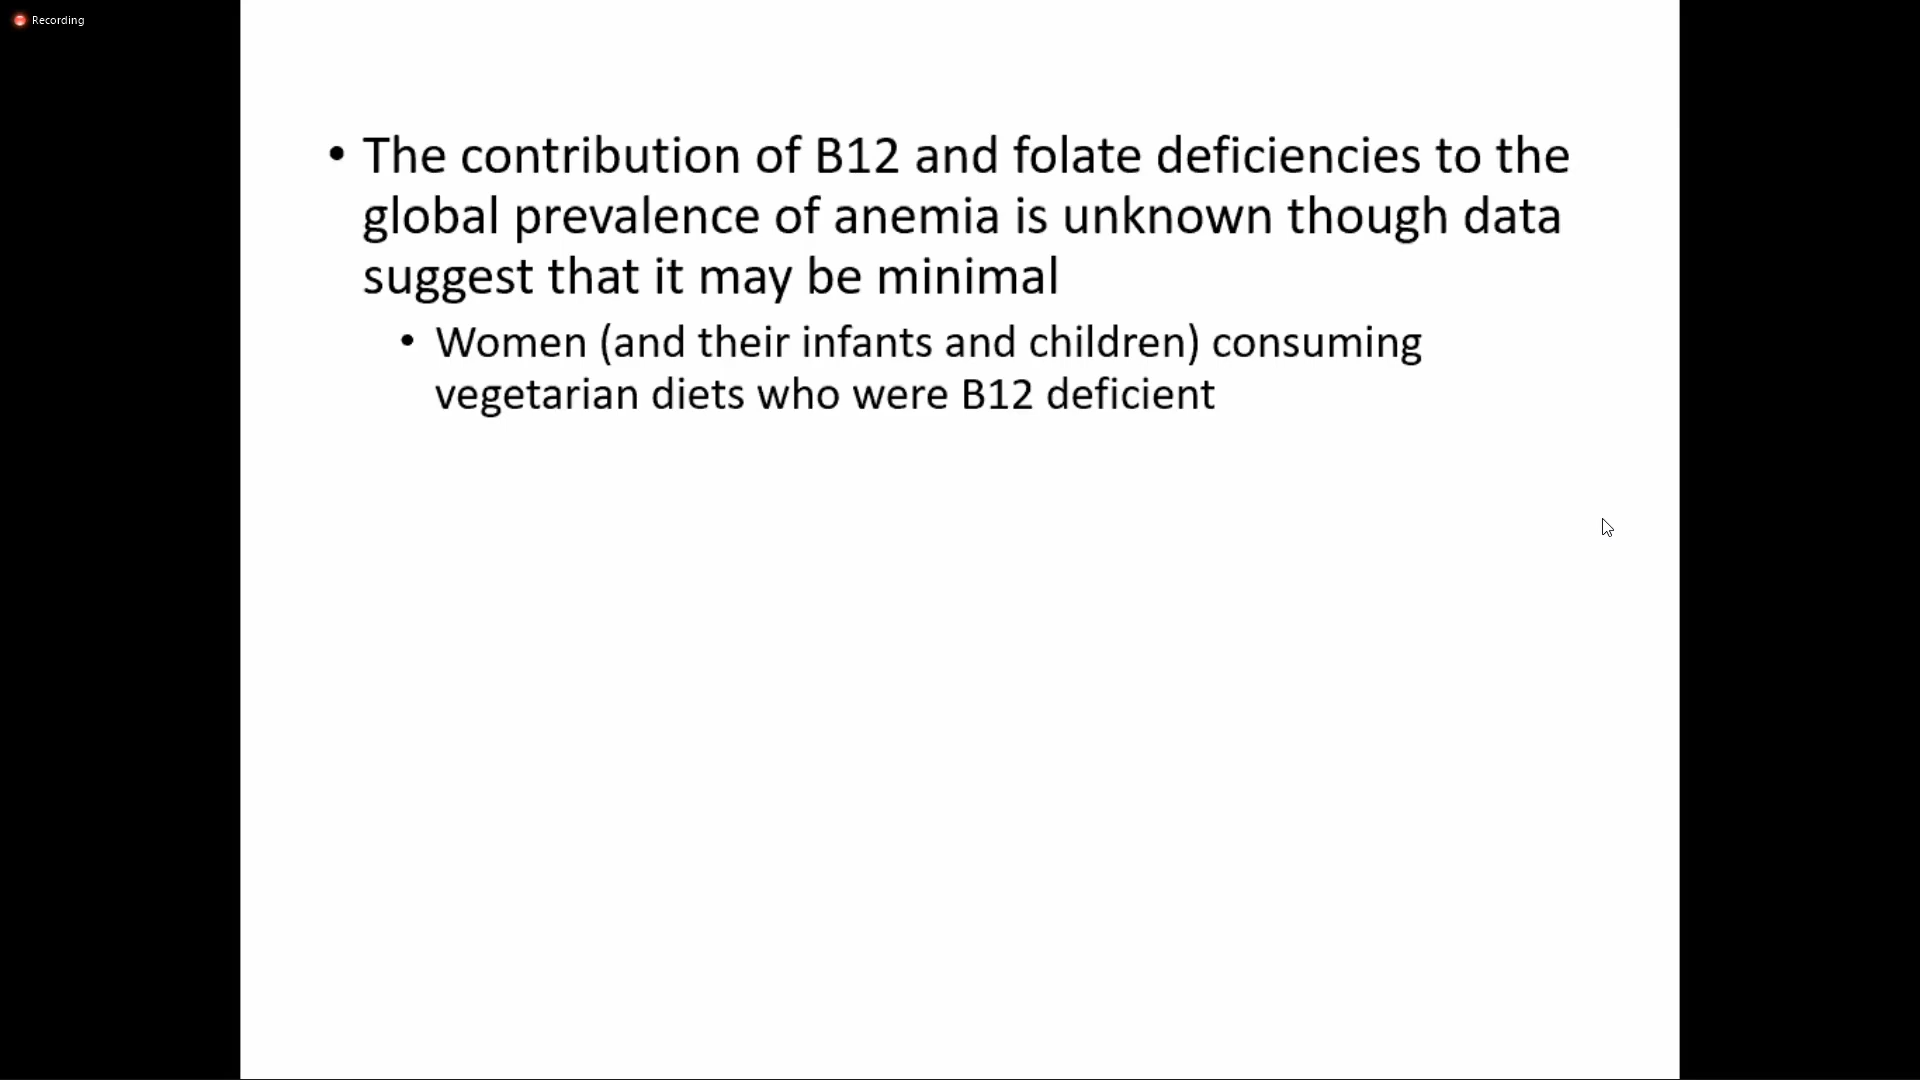 Recording
• The contribution of B12 and folate deficiencies to the
global prevalence of anemia is unknown though data
suggest that it may be minimal
• Women (and their infants and children) consuming
vegetarian diets who were B12 deficient